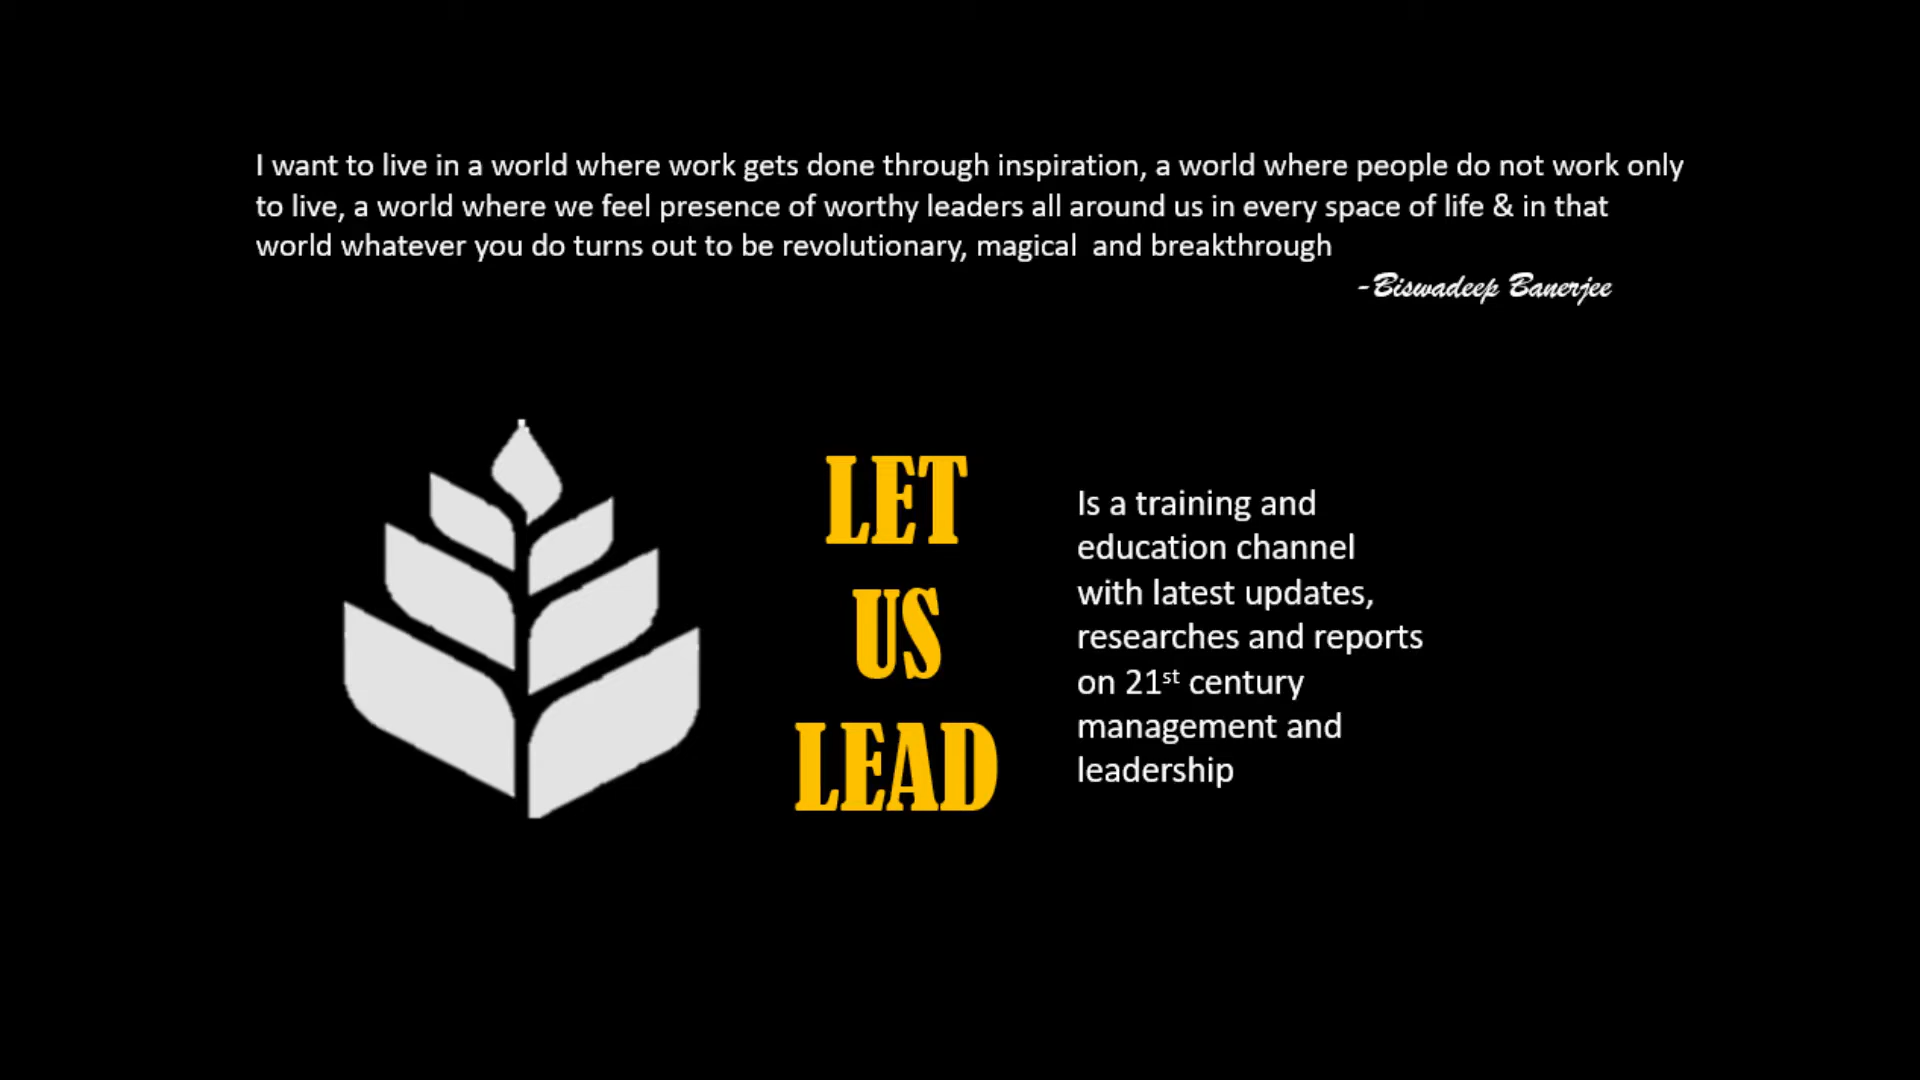 I want to live in a world where work gets done through inspiration, a world where people do not work only
to live, a world where we feel presence of worthy leaders all around us in every space of life & in that
world whatever you do turns out to be revolutionary, magical  and breakthrough
-Biswadeep Banerjee
LET
US
LEAD
Is a training and
education channel
with latest updates,
researches and reports
on 21st century
management and
leadership